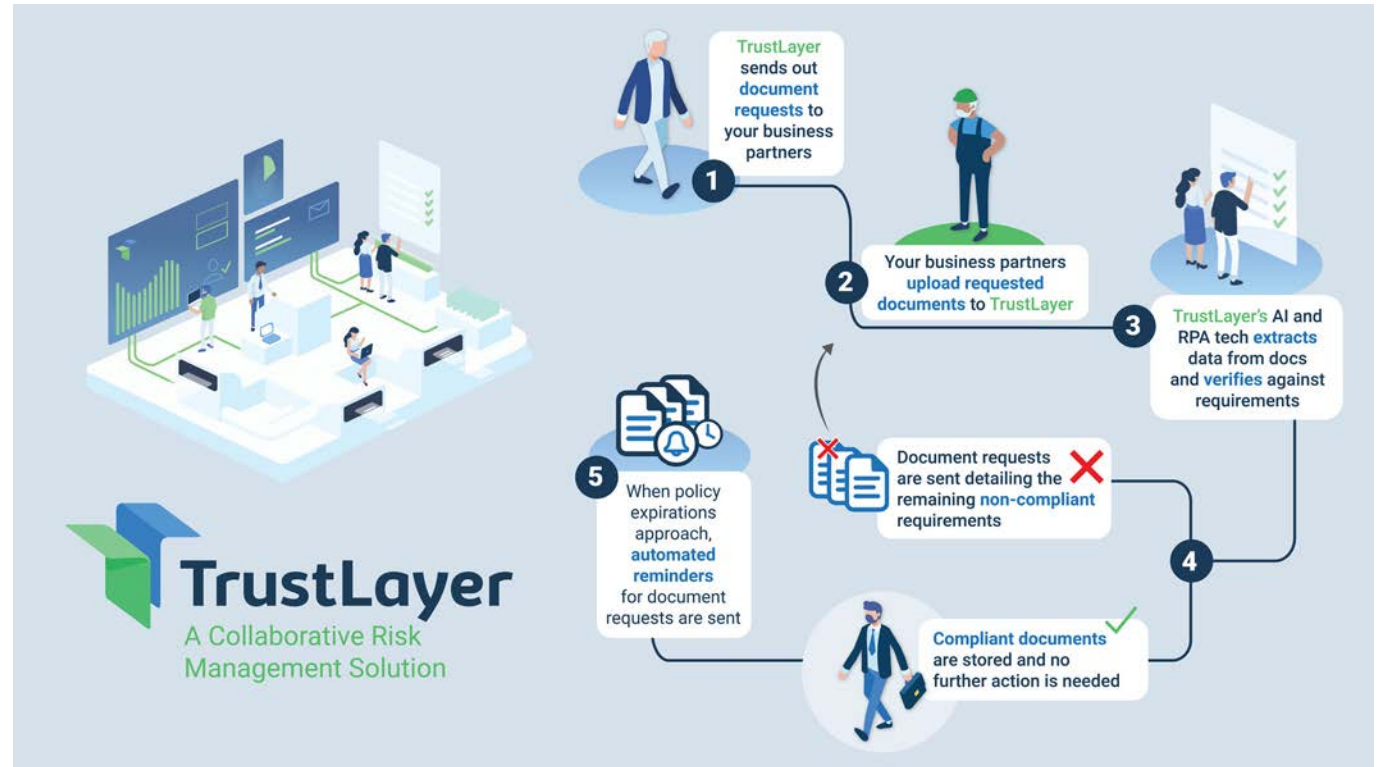 TrustLayer
sends out
document
requests to
your business
partners
1
2
Your business partners
upload requested
documents to TrustLayer
3
TrustLayer's AI and
RPA tech extracts
data from docs
and verifies against
requirements
4
Document requests
are sent detailing the
remaining non-compliant
requirements
Compliant documents
are stored and no
further action is needed
5
When policy
expirations
approach,
automated
reminders
for document
requests are sent
TrustLayer
A Collaborative Risk
Management Solution